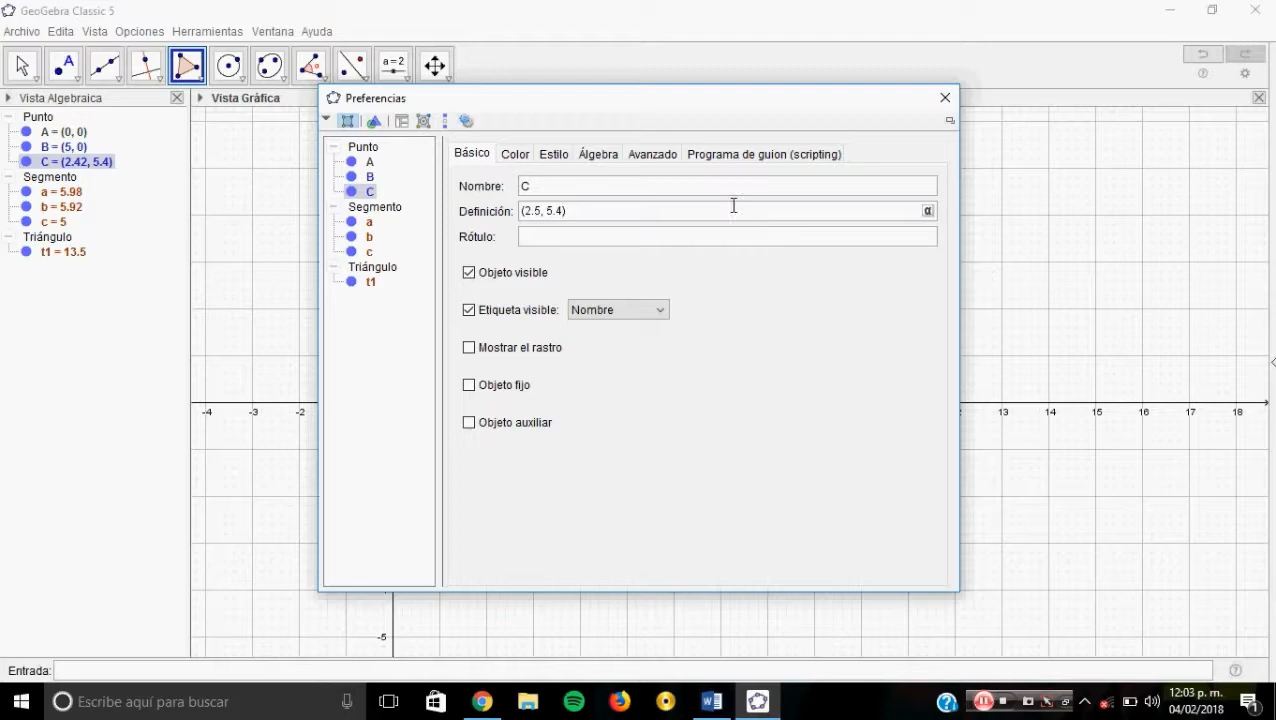 GeoGebra Classic 5
Archivo Edita Vista Opciones Herramientas Ventana Ayuda
A
a=2
Vista Algebraica
Vista Gráfica
Punto
A = (0, 0)
B = (5, 0)
C = (2.42, 5.4)
Segmento
a = 5.98
b = 5.92
c = 5
Triángulo
t1 = 13.5
Preferencias
Punto
A
B
C
Segmento
a
b
c
Triángulo
t1
Básico Color Estilo Álgebra Avanzado Programa de guion (scripting)
Nombre: C
Definición: (2.5, 5.4) α
Rótulo:
Objeto visible
Etiqueta visible: Nombre
Mostrar el rastro
Objeto fijo
Objeto auxiliar
-4 -3 -2 13 14 15 16 17 18
-5
Entrada:
Escribe aquí para buscar
12:03 p. m.
04/02/2018
1